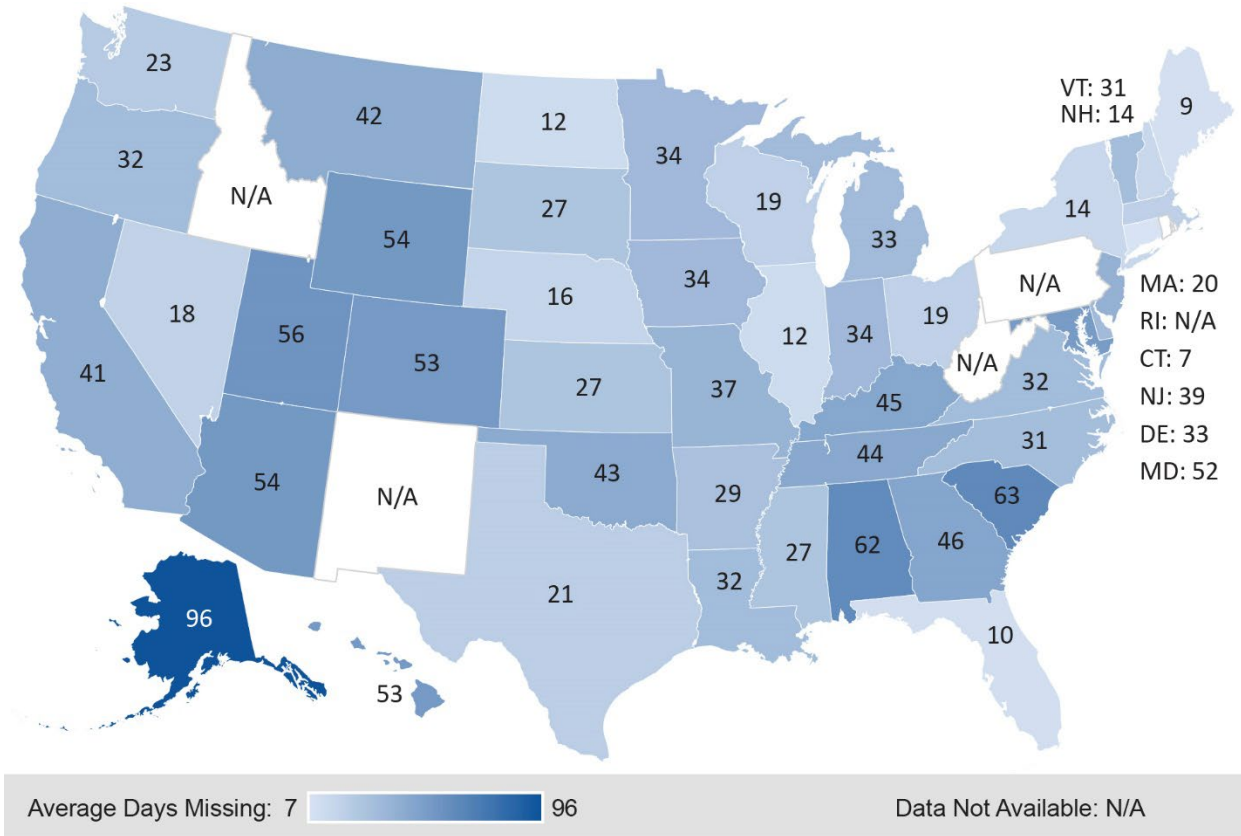 23
42
12
34
VT: 31
NH: 14
9
32
N/A
54
27
19
33
14
18
56
53
16
34
12
34
19
N/A
N/A
MA: 20
RI: N/A
CT: 7
NJ: 39
DE: 33
MD: 52
41
27
37
45
32
44
31
54
N/A
43
29
27
62
46
63
96
53
21
32
10
Average Days Missing: 7 96 Data Not Available: N/A